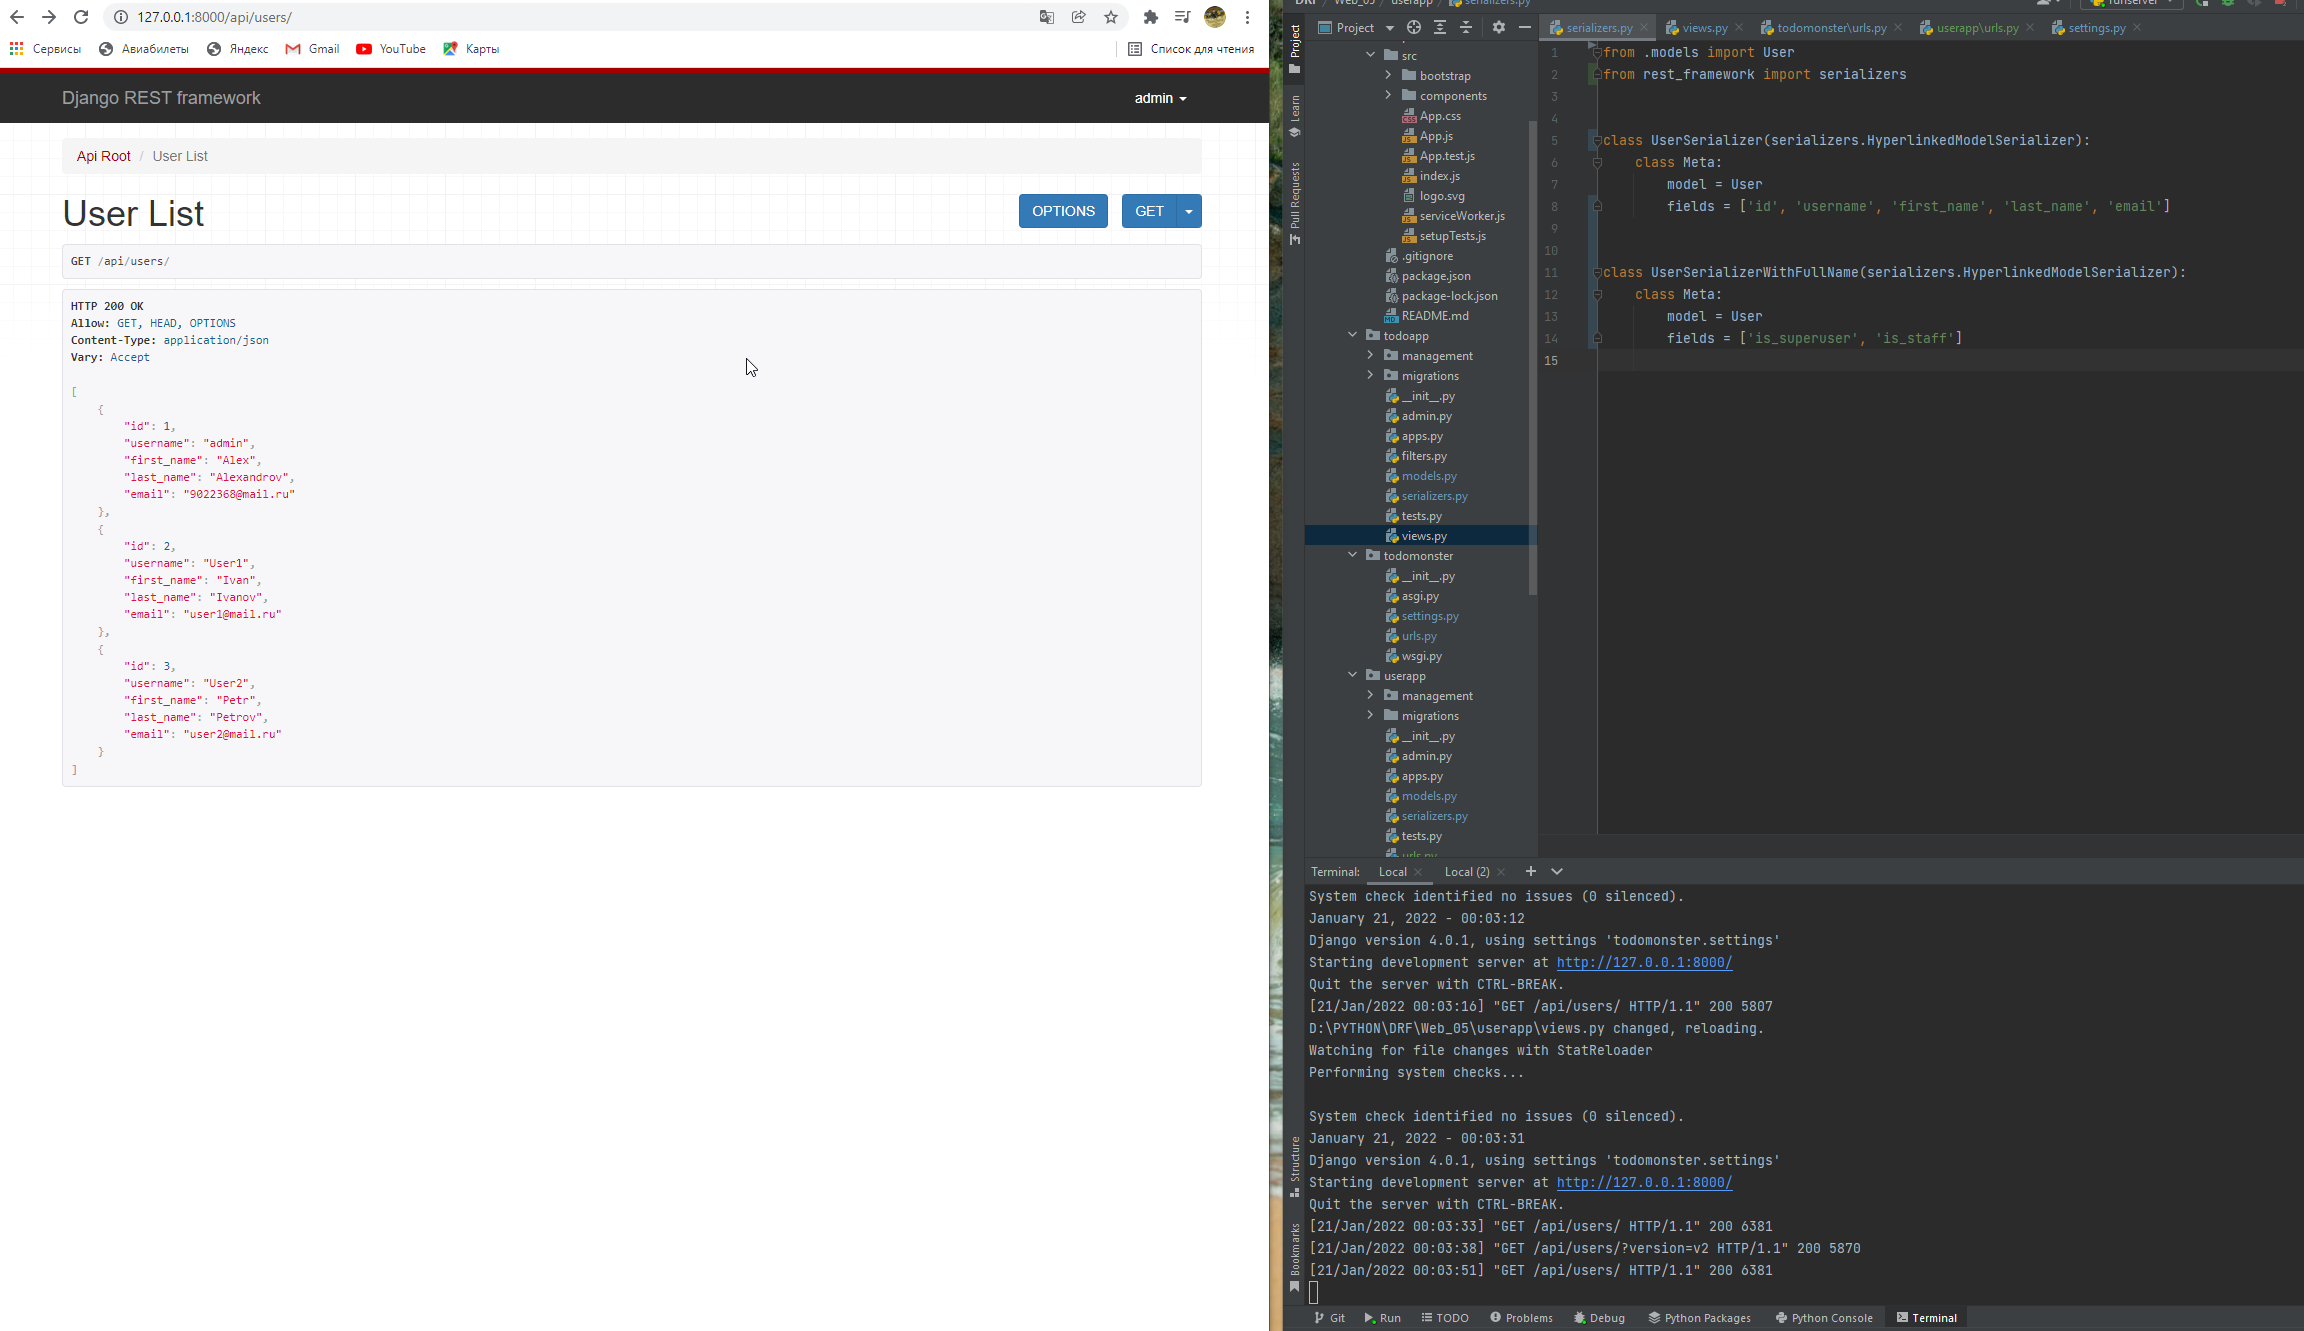 127.0.0.1:8000/api/users/
Сервисы Авиабилеты Яндекс Gmail YouTube Карты Список для чтения
Django REST framework admin
Api Root / User List
User List OPTIONS GET
GET /api/users/
HTTP 200 OK
Allow: GET, HEAD, OPTIONS
Content-Type: application/json
Vary: Accept
[
{
"id": 1,
"username": "admin",
"first_name": "Alex",
"last_name": "Alexandrov",
"email": "9022368@mail.ru"
},
{
"id": 2,
"username": "User1",
"first_name": "Ivan",
"last_name": "Ivanov",
"email": "user1@mail.ru"
},
{
"id": 3,
"username": "User2",
"first_name": "Petr",
"last_name": "Petrov",
"email": "user2@mail.ru"
}
]
DRF Web_05 userapp serializers.py runserver
Project
Project
Learn
Pull Requests
Structure
Bookmarks
src
bootstrap
components
App.css
App.js
App.test.js
index.js
logo.svg
serviceWorker.js
setupTests.js
.gitignore
package.json
package-lock.json
README.md
todoapp
management
migrations
__init__.py
admin.py
apps.py
filters.py
models.py
serializers.py
tests.py
views.py
todomonster
__init__.py
asgi.py
settings.py
urls.py
wsgi.py
userapp
management
migrations
__init__.py
admin.py
apps.py
models.py
serializers.py
tests.py
urls.py
serializers.py views.py todomonster\urls.py userapp\urls.py settings.py
1 from .models import User
2 from rest_framework import serializers
3
4
5 class UserSerializer(serializers.HyperlinkedModelSerializer):
6 class Meta:
7 model = User
8 fields = ['id', 'username', 'first_name', 'last_name', 'email']
9
10
11 class UserSerializerWithFullName(serializers.HyperlinkedModelSerializer):
12 class Meta:
13 model = User
14 fields = ['is_superuser', 'is_staff']
15
Terminal: Local Local (2)
System check identified no issues (0 silenced).
January 21, 2022 - 00:03:12
Django version 4.0.1, using settings 'todomonster.settings'
Starting development server at http://127.0.0.1:8000/
Quit the server with CTRL-BREAK.
[21/Jan/2022 00:03:16] "GET /api/users/ HTTP/1.1" 200 5807
D:\PYTHON\DRF\Web_05\userapp\views.py changed, reloading.
Watching for file changes with StatReloader
Performing system checks...
System check identified no issues (0 silenced).
January 21, 2022 - 00:03:31
Django version 4.0.1, using settings 'todomonster.settings'
Starting development server at http://127.0.0.1:8000/
Quit the server with CTRL-BREAK.
[21/Jan/2022 00:03:33] "GET /api/users/ HTTP/1.1" 200 6381
[21/Jan/2022 00:03:38] "GET /api/users/?version=v2 HTTP/1.1" 200 5870
[21/Jan/2022 00:03:51] "GET /api/users/ HTTP/1.1" 200 6381
Git Run TODO Problems Debug Python Packages Python Console Terminal